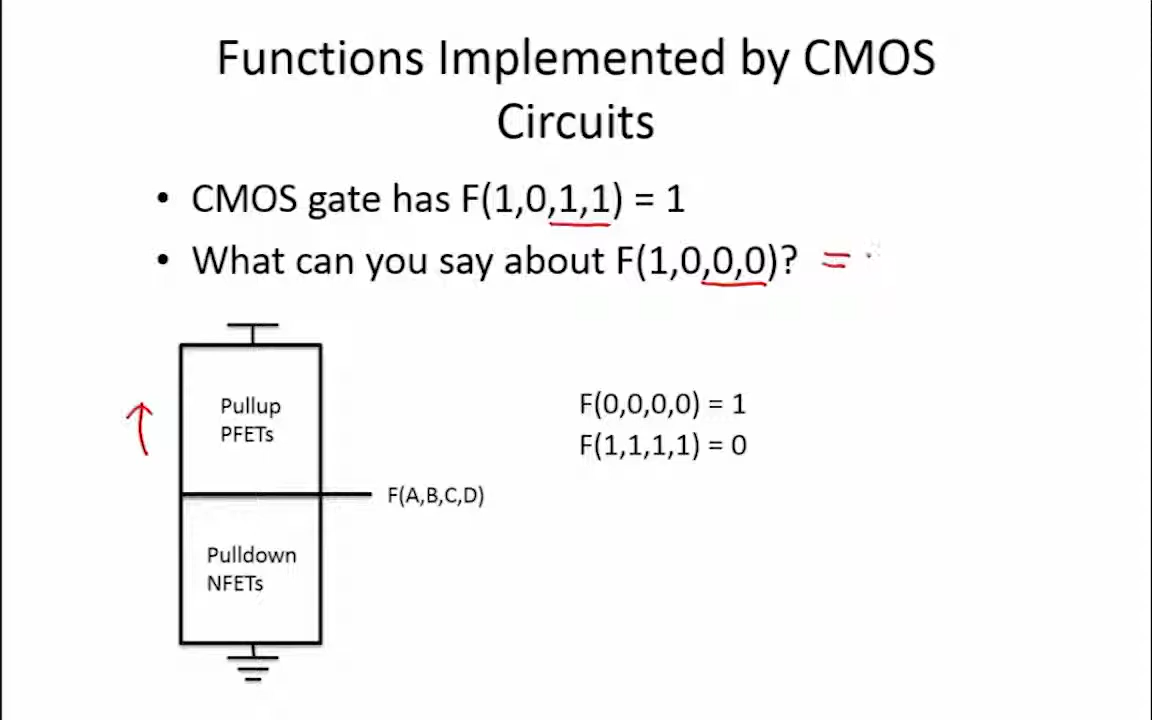 Functions Implemented by CMOS
Circuits
• CMOS gate has F(1,0,1,1) = 1
• What can you say about F(1,0,0,0)? =
Pullup
PFETs
F(0,0,0,0) = 1
F(1,1,1,1) = 0
F(A,B,C,D)
Pulldown
NFETs